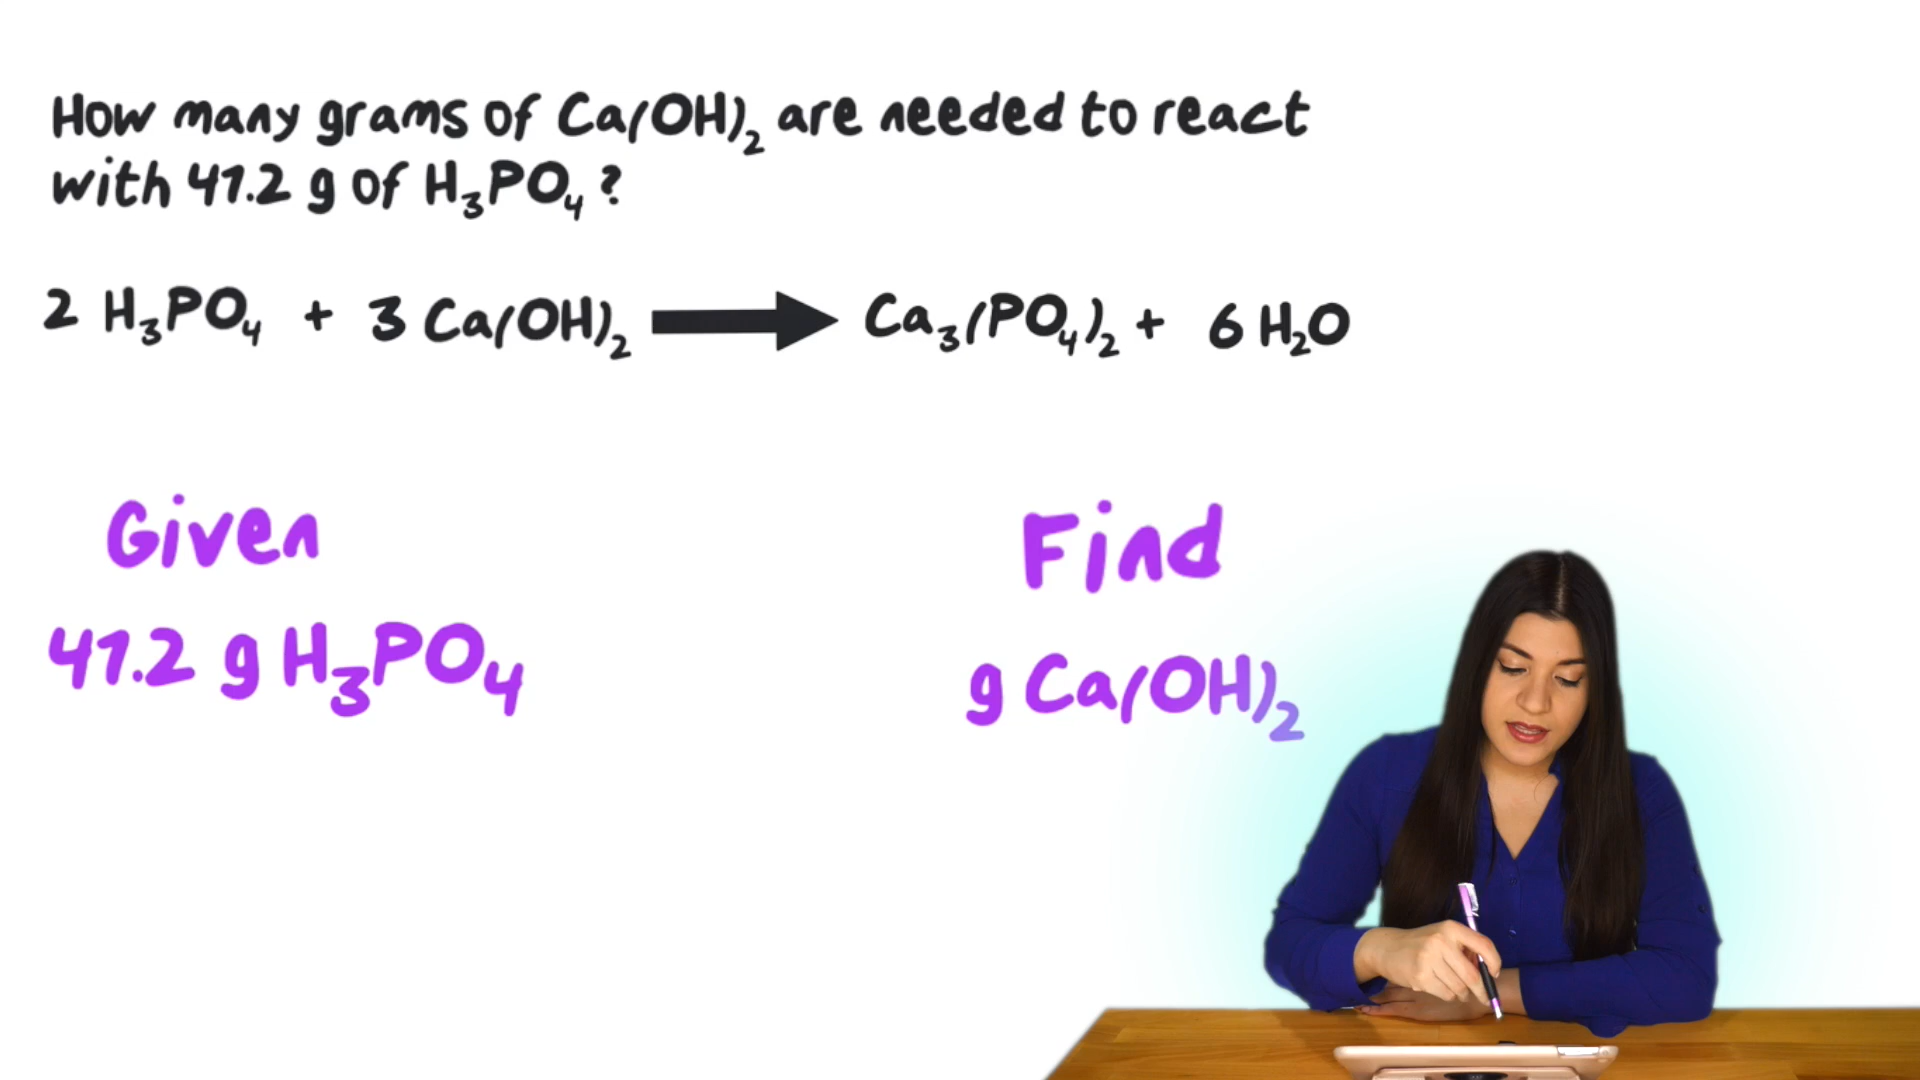 How many grams of Ca(OH)₂ are needed to react
with 41.2 g of H₃PO₄?
2 H₃PO₄ + 3 Ca(OH)₂ → Ca₃(PO₄)₂ + 6 H₂O
Given
Find
41.2 g H₃PO₄
g Ca(OH)₂